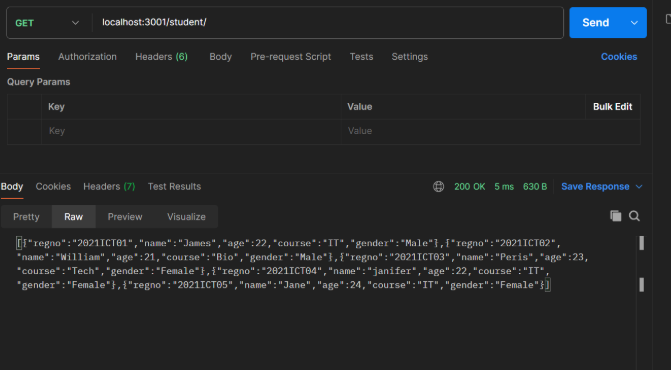 GET localhost:3001/student/ Send
Params Authorization Headers (6) Body Pre-request Script Tests Settings Cookies
Query Params
Key Value Bulk Edit
Key Value
Body Cookies Headers (7) Test Results 200 OK 5 ms 630 B Save Response
Pretty Raw Preview Visualize
[{"regno":"2021ICT01","name":"James","age":22,"course":"IT","gender":"Male"},{"regno":"2021ICT02",
"name":"William","age":21,"course":"Bio","gender":"Male"},{"regno":"2021ICT03","name":"Peris","age":23,
"course":"Tech","gender":"Female"},{"regno":"2021ICT04","name":"janifer","age":22,"course":"IT",
"gender":"Female"},{"regno":"2021ICT05","name":"Jane","age":24,"course":"IT","gender":"Female"}]